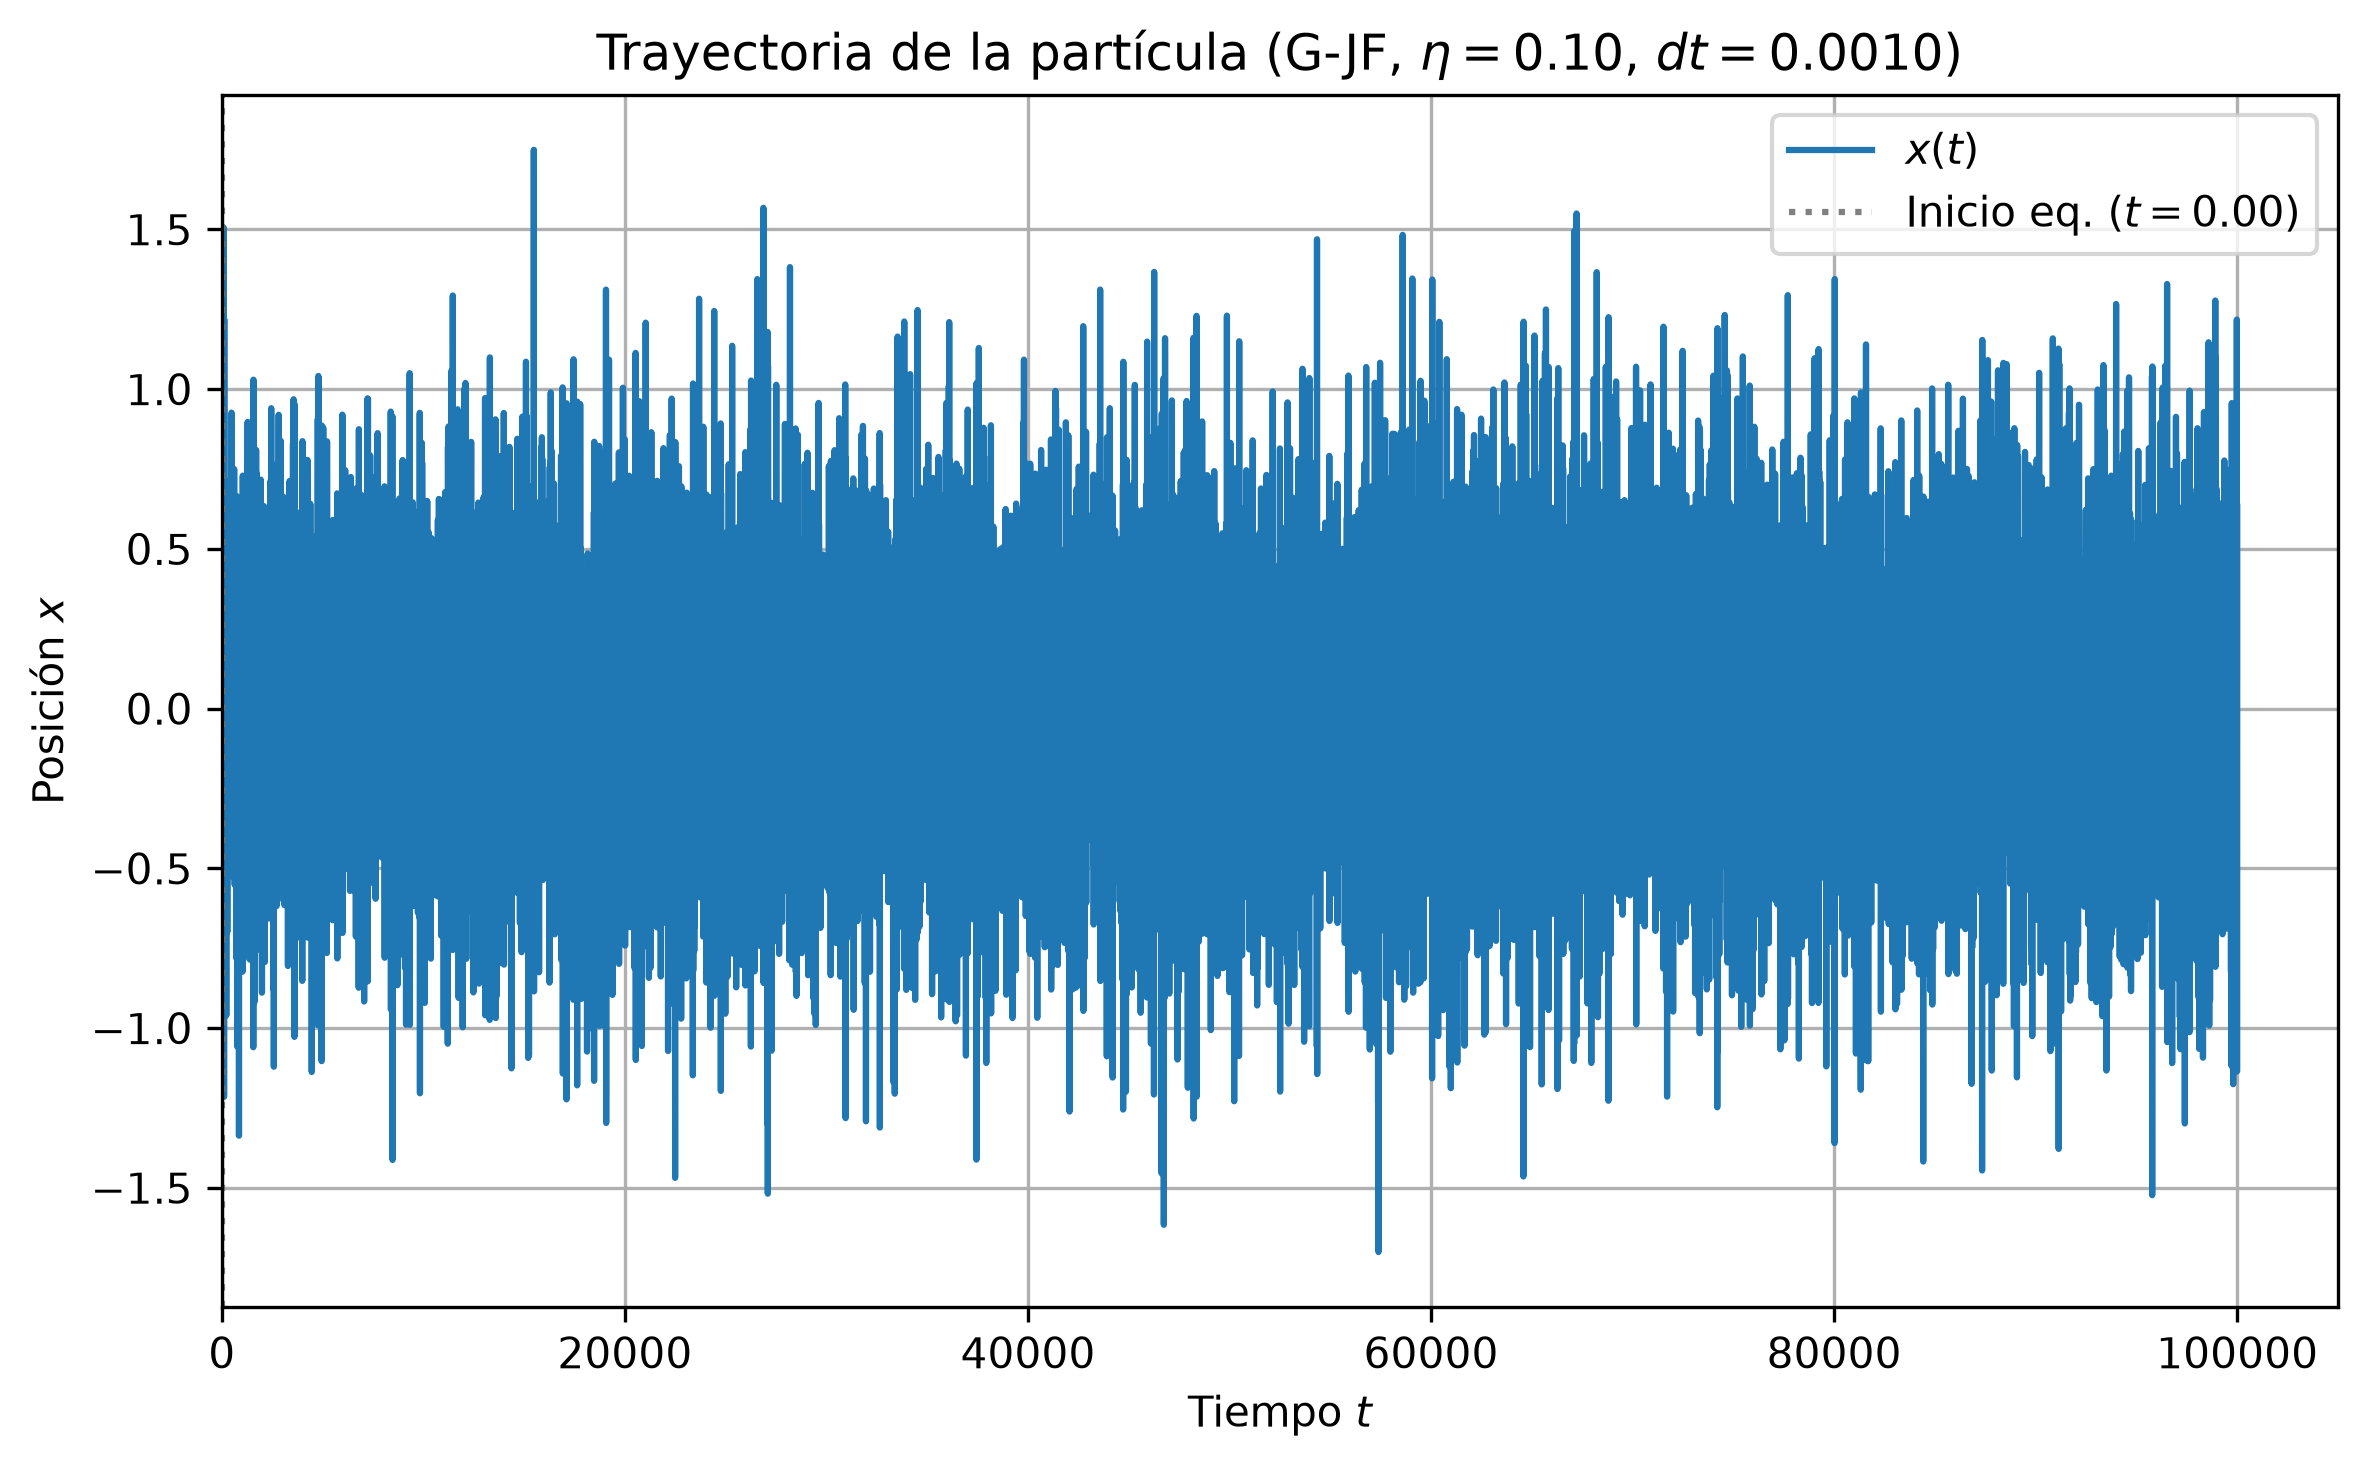 Trayectoria de la partícula (G-JF, η = 0.10, dt = 0.0010)
x(t)
Inicio eq. (t = 0.00)
1.5
1.0
0.5
0.0
−0.5
−1.0
−1.5
Posición x
0
20000
40000
60000
80000
100000
Tiempo t